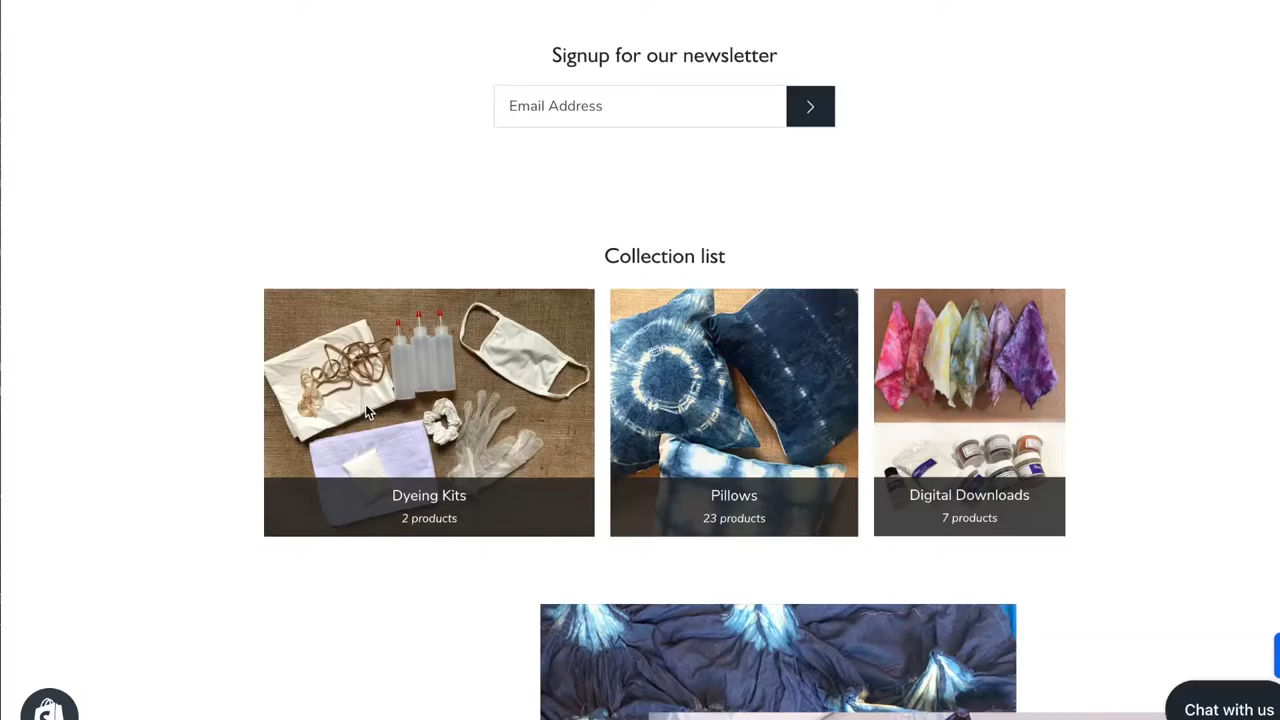 Signup for our newsletter
Email Address
Collection list
Dyeing Kits
2 products
Pillows
23 products
Digital Downloads
7 products
Chat with us